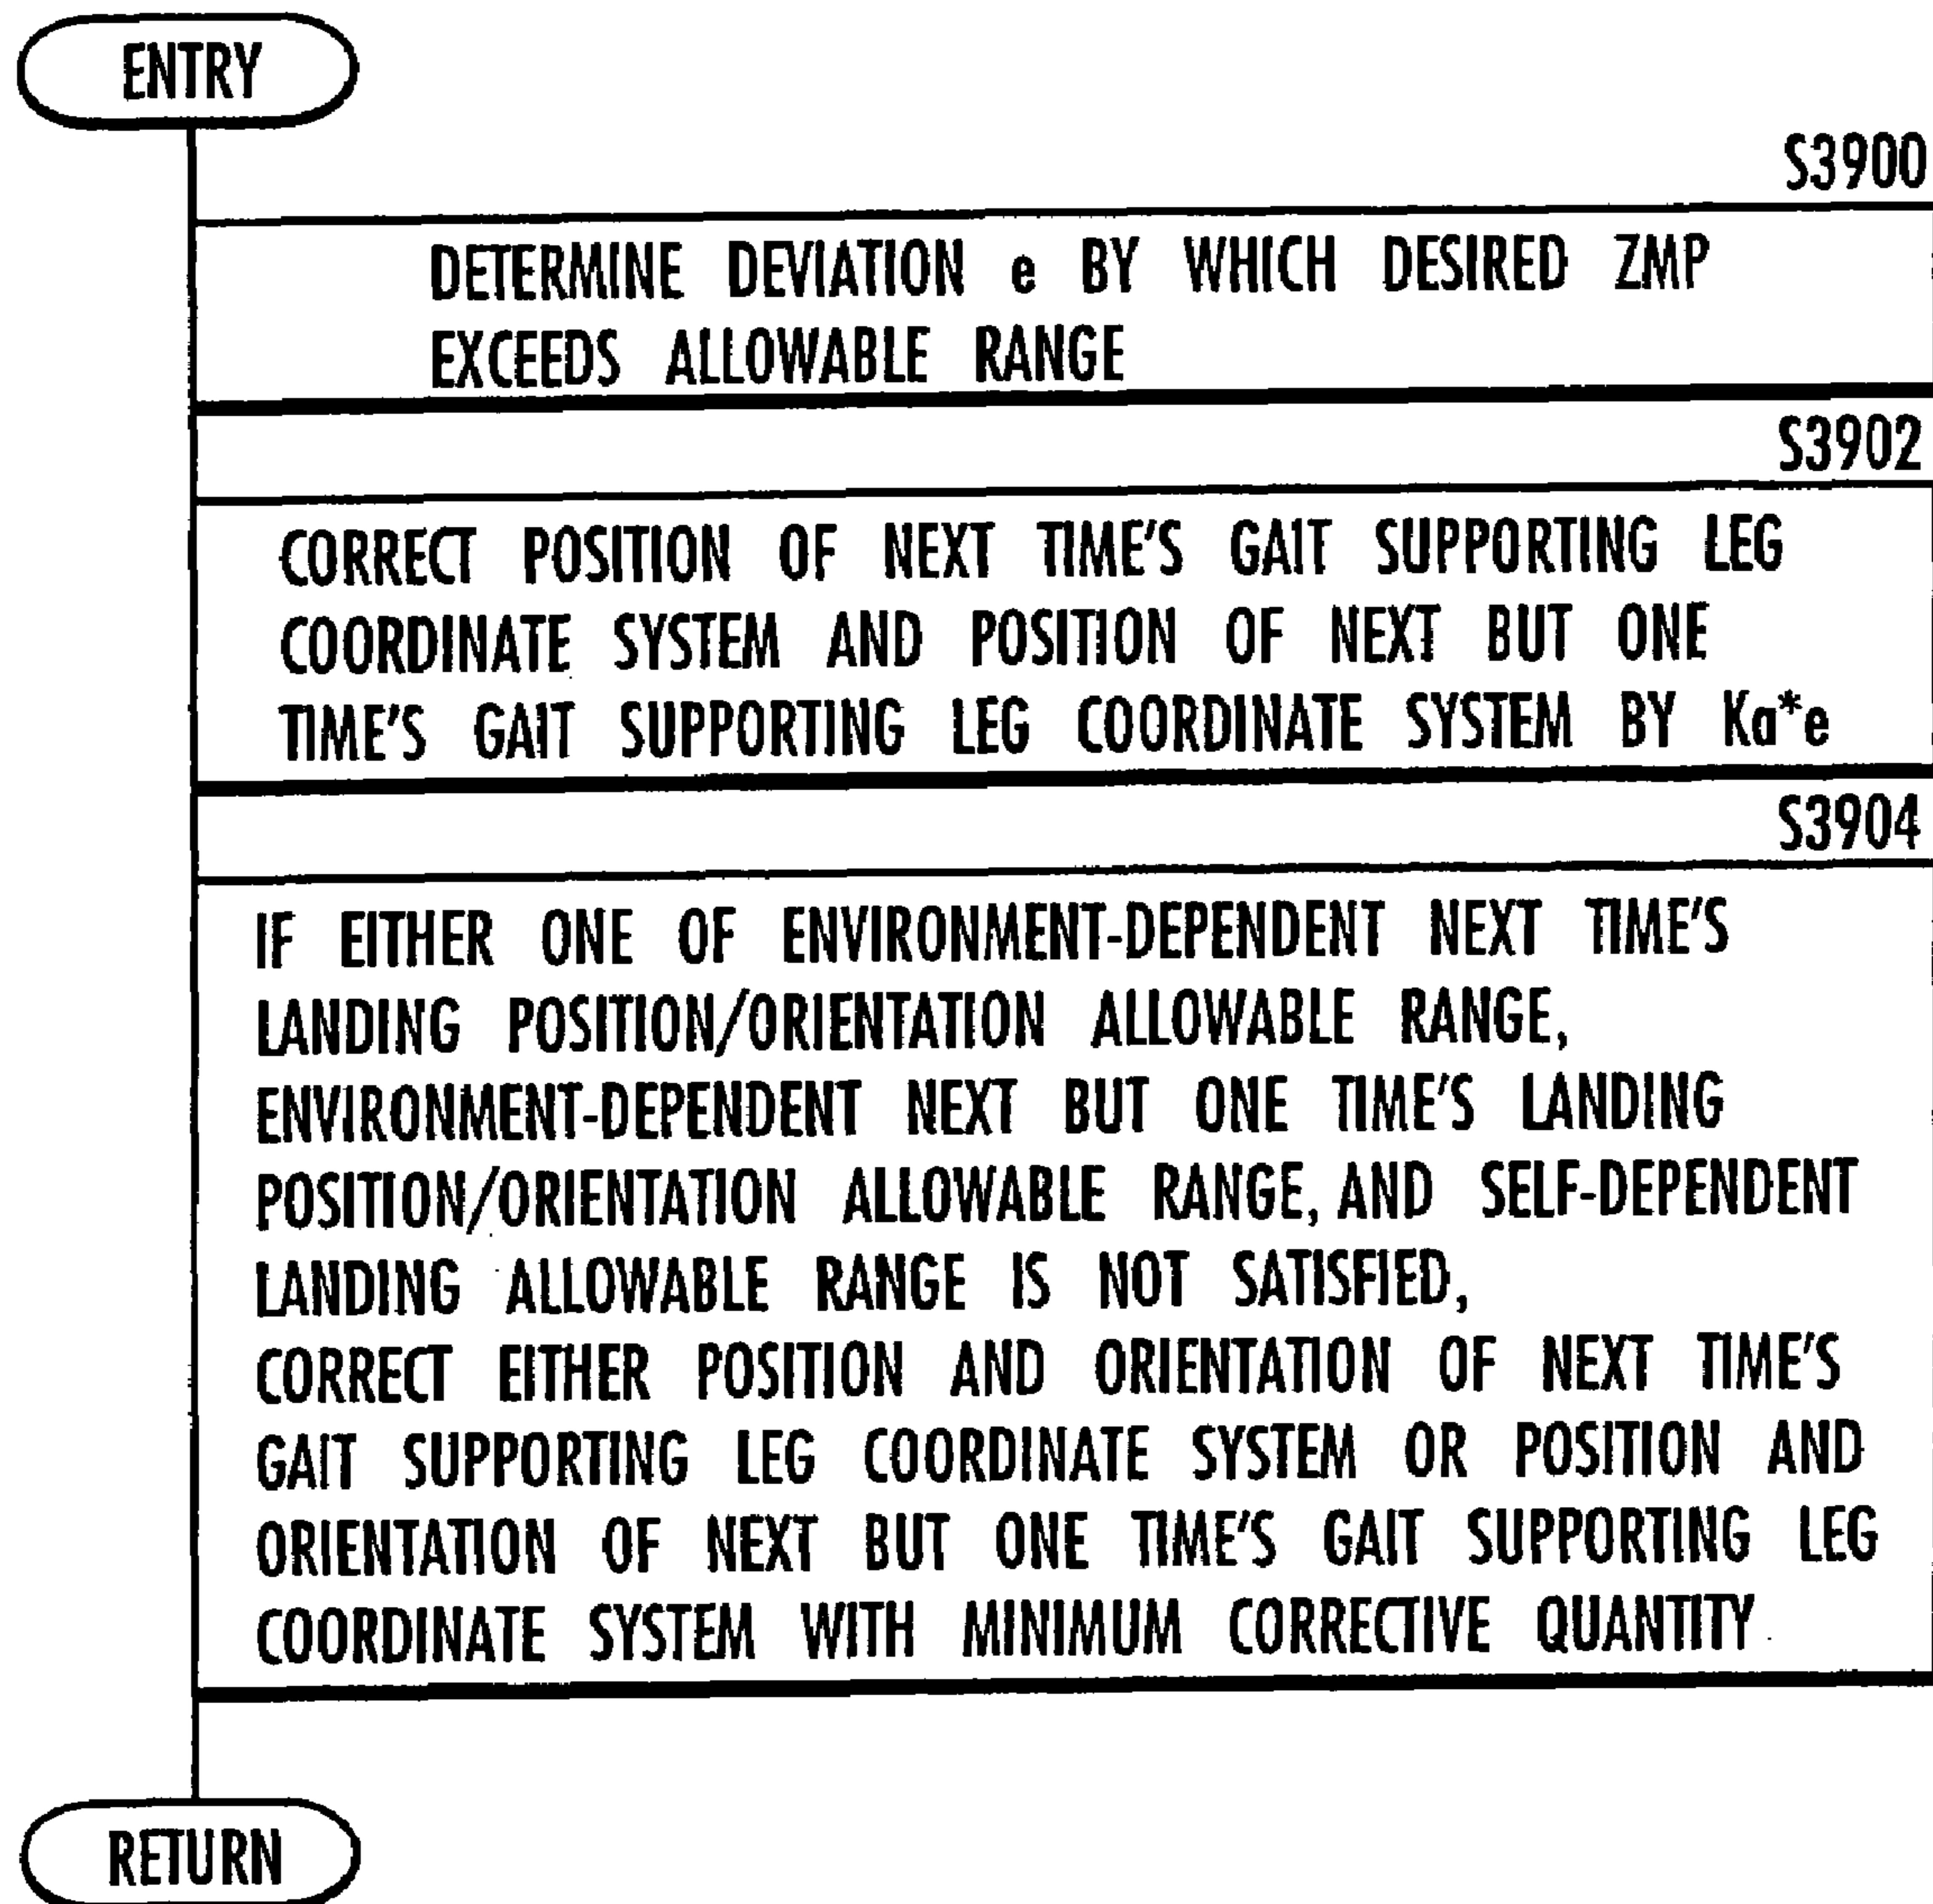 ENTRY
S3900
DETERMINE DEVIATION e BY WHICH DESIRED ZMP
EXCEEDS ALLOWABLE RANGE
S3902
CORRECT POSITION OF NEXT TIME'S GAIT SUPPORTING LEG
COORDINATE SYSTEM AND POSITION OF NEXT BUT ONE
TIME'S GAIT SUPPORTING LEG COORDINATE SYSTEM BY Ka*e
S3904
IF EITHER ONE OF ENVIRONMENT-DEPENDENT NEXT TIME'S
LANDING POSITION/ORIENTATION ALLOWABLE RANGE,
ENVIRONMENT-DEPENDENT NEXT BUT ONE TIME'S LANDING
POSITION/ORIENTATION ALLOWABLE RANGE, AND SELF-DEPENDENT
LANDING ALLOWABLE RANGE IS NOT SATISFIED,
CORRECT EITHER POSITION AND ORIENTATION OF NEXT TIME'S
GAIT SUPPORTING LEG COORDINATE SYSTEM OR POSITION AND
ORIENTATION OF NEXT BUT ONE TIME'S GAIT SUPPORTING LEG
COORDINATE SYSTEM WITH MINIMUM CORRECTIVE QUANTITY
RETURN